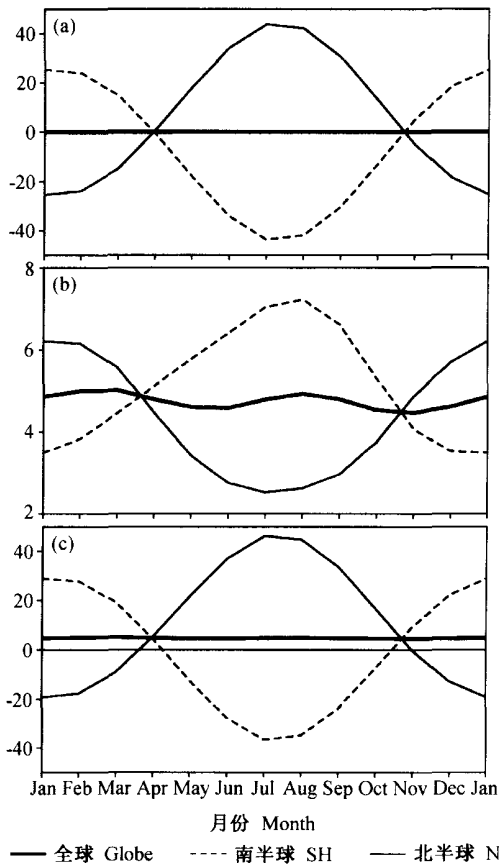 (a)
40
20
0
-20
-40
(b)
8
6
4
2
(c)
40
20
0
-20
-40
Jan Feb Mar Apr May Jun Jul Aug Sep Oct Nov Dec Jan
月份 Month
全球 Globe 南半球 SH 北半球 N